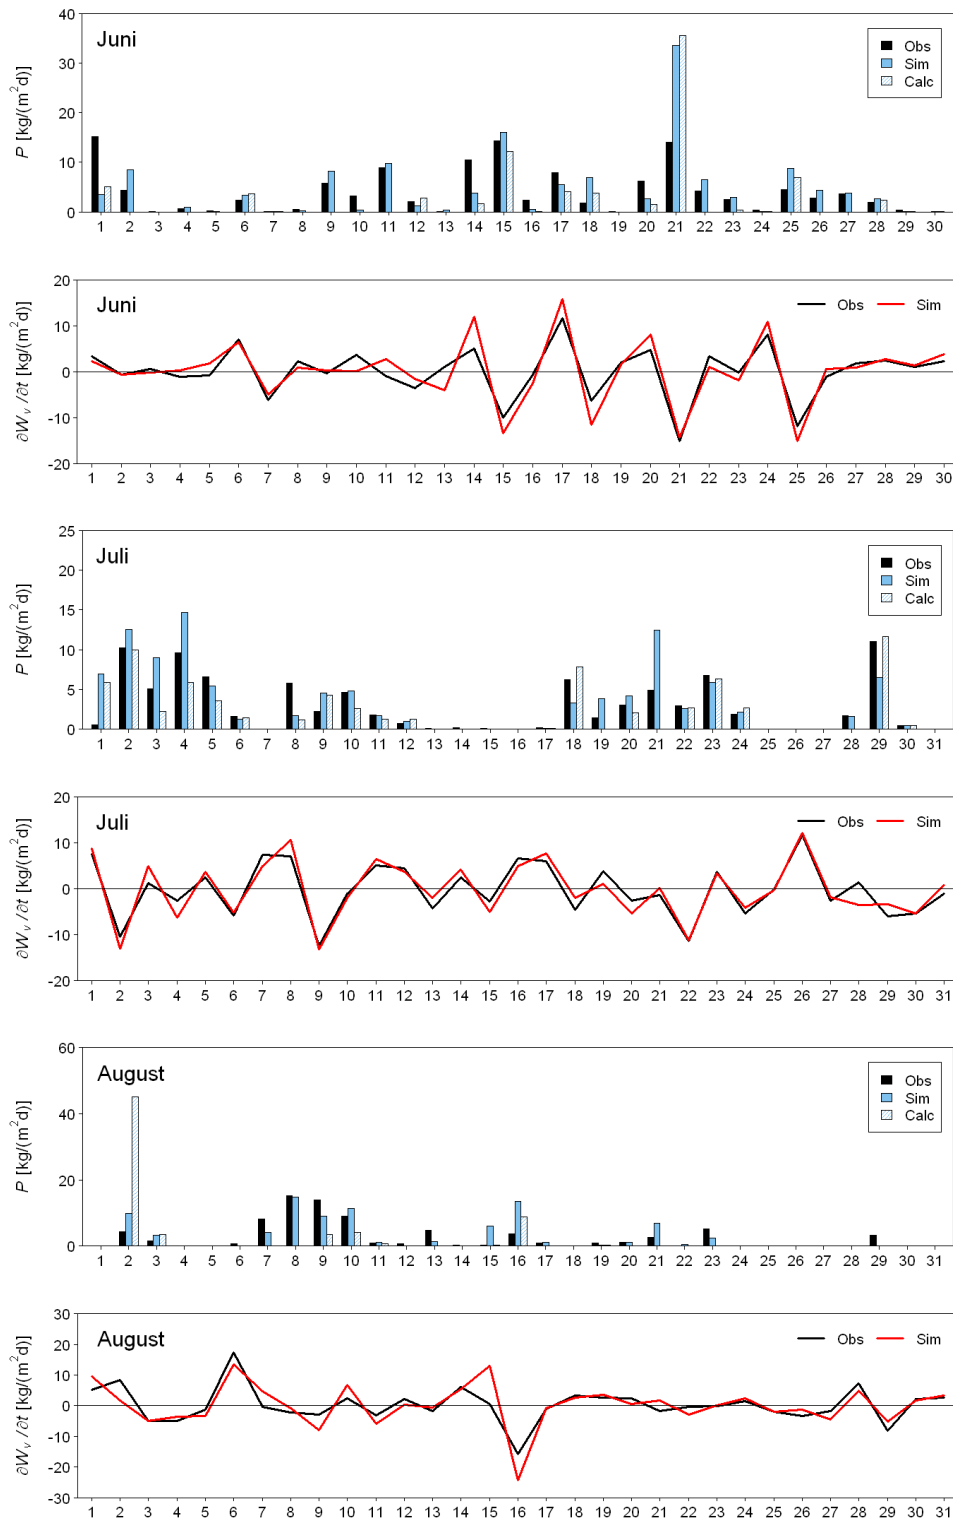 40
30
20
10
0
P [kg/(m²d)]
Juni
Obs
Sim
Calc
1 2 3 4 5 6 7 8 9 10 11 12 13 14 15 16 17 18 19 20 21 22 23 24 25 26 27 28 29 30
20
10
0
-10
-20
∂Wᵥ/∂t [kg/(m²d)]
Juni
Obs Sim
1 2 3 4 5 6 7 8 9 10 11 12 13 14 15 16 17 18 19 20 21 22 23 24 25 26 27 28 29 30
25
20
15
10
5
0
P [kg/(m²d)]
Juli
Obs
Sim
Calc
1 2 3 4 5 6 7 8 9 10 11 12 13 14 15 16 17 18 19 20 21 22 23 24 25 26 27 28 29 30 31
20
10
0
-10
-20
∂Wᵥ/∂t [kg/(m²d)]
Juli
Obs Sim
1 2 3 4 5 6 7 8 9 10 11 12 13 14 15 16 17 18 19 20 21 22 23 24 25 26 27 28 29 30 31
60
40
20
0
P [kg/(m²d)]
August
Obs
Sim
Calc
1 2 3 4 5 6 7 8 9 10 11 12 13 14 15 16 17 18 19 20 21 22 23 24 25 26 27 28 29 30 31
30
20
10
0
-10
-20
-30
∂Wᵥ/∂t [kg/(m²d)]
August
Obs Sim
1 2 3 4 5 6 7 8 9 10 11 12 13 14 15 16 17 18 19 20 21 22 23 24 25 26 27 28 29 30 31